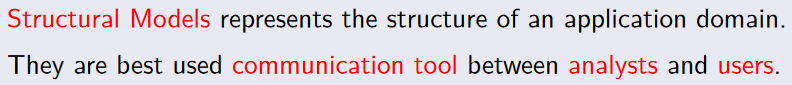 Structural Models represents the structure of an application domain.
They are best used communication tool between analysts and users.